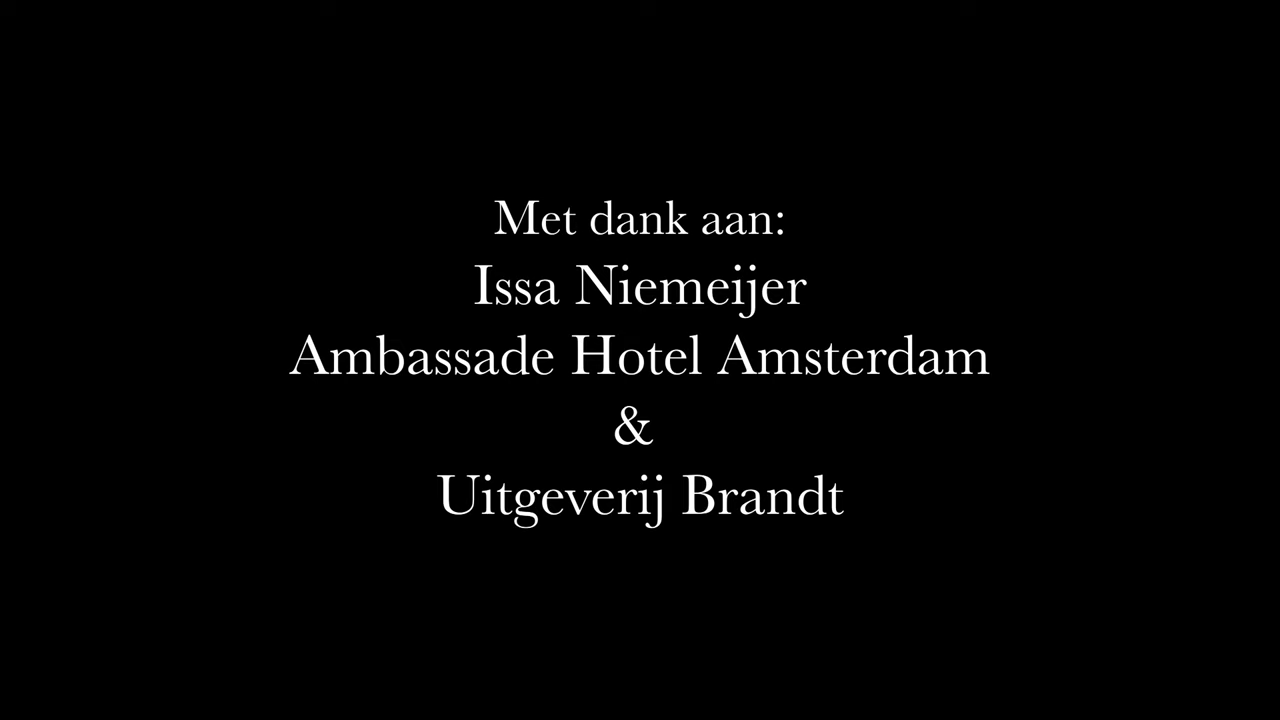 Met dank aan:
Issa Niemeijer
Ambassade Hotel Amsterdam
&
Uitgeverij Brandt